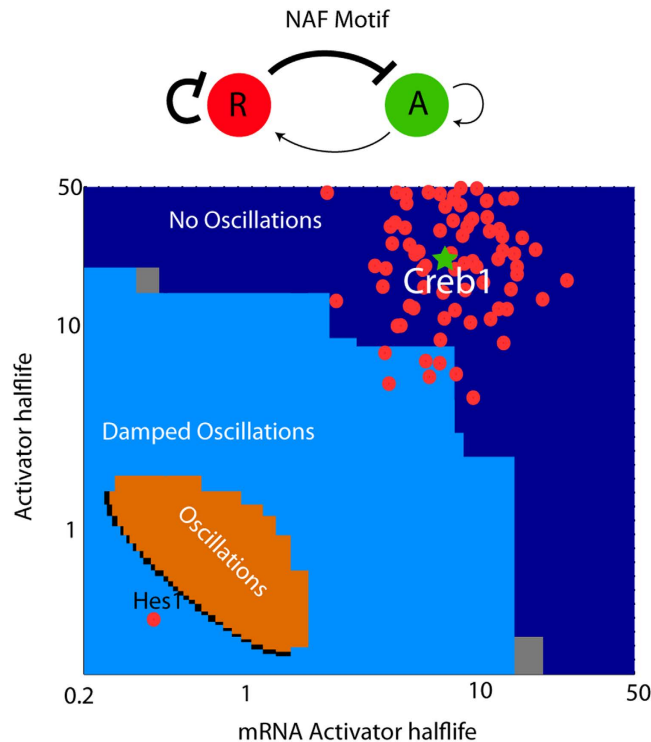 NAF Motif
R
A
50
No Oscillations
Creb1
10
Activator halflife
Damped Oscillations
1
Oscillations
Hes1
0.2
1
10
50
mRNA Activator halflife